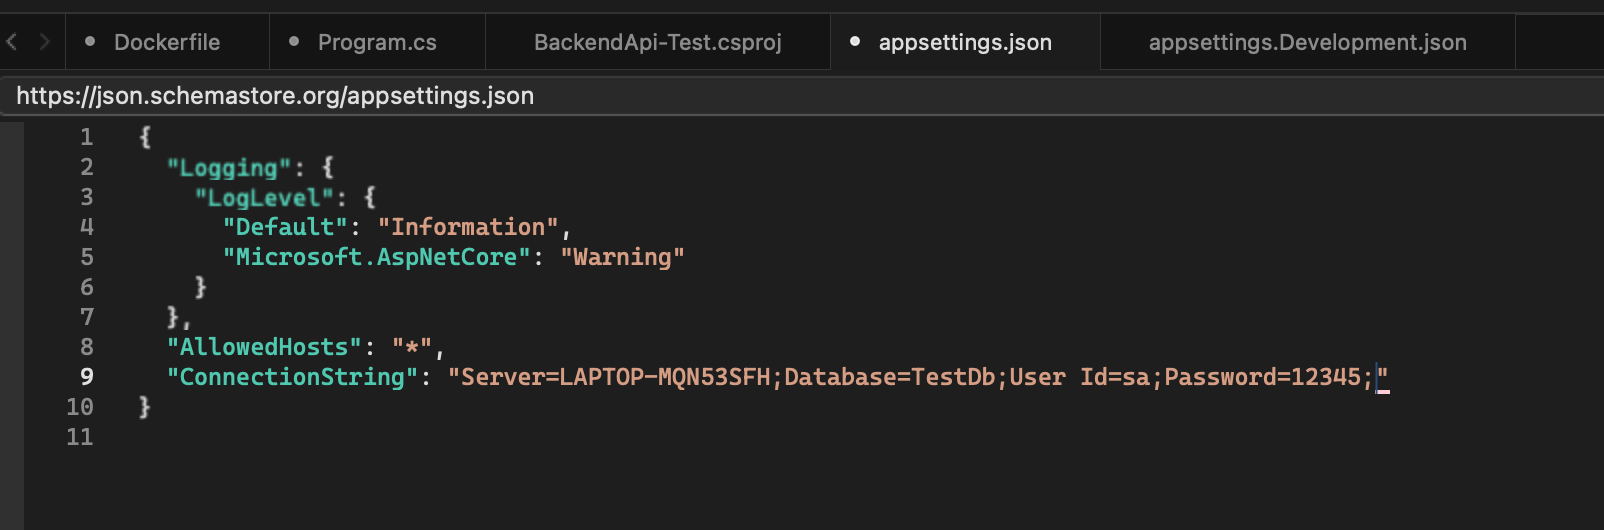 Dockerfile Program.cs BackendApi-Test.csproj appsettings.json appsettings.Development.json
https://json.schemastore.org/appsettings.json
1 {
2 "Logging": {
3 "LogLevel": {
4 "Default": "Information",
5 "Microsoft.AspNetCore": "Warning"
6 }
7 },
8 "AllowedHosts": "*",
9 "ConnectionString": "Server=LAPTOP-MQN53SFH;Database=TestDb;User Id=sa;Password=12345;"
10 }
11